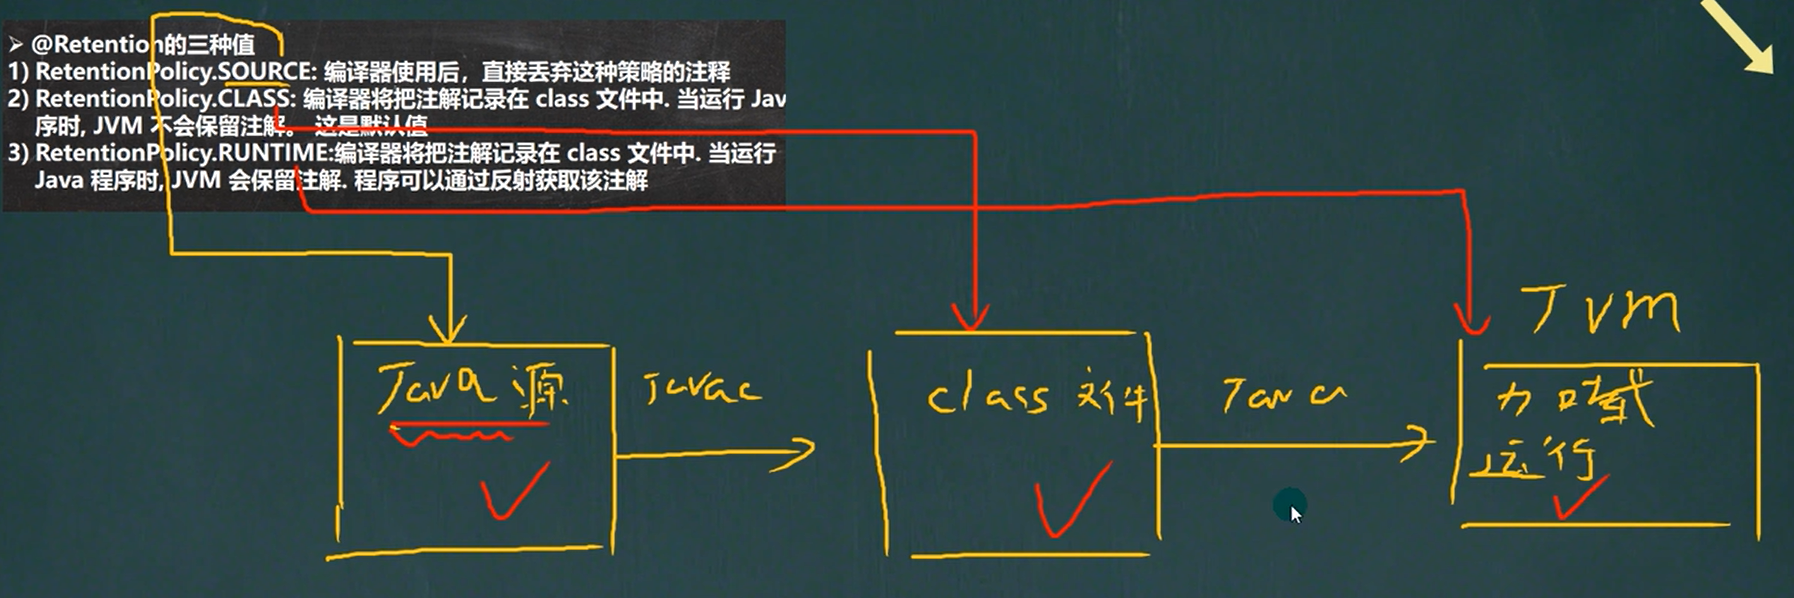 ➢ @Retention的三种值
1) RetentionPolicy.SOURCE: 编译器使用后，直接丢弃这种策略的注释
2) RetentionPolicy.CLASS: 编译器将把注解记录在 class 文件中. 当运行 Jav
序时, JVM 不会保留注解。 这是默认值
3) RetentionPolicy.RUNTIME:编译器将把注解记录在 class 文件中. 当运行
Java 程序时, JVM 会保留注解. 程序可以通过反射获取该注解
Jvm
Java 源
Javac
class 文件
Java
加载
运行